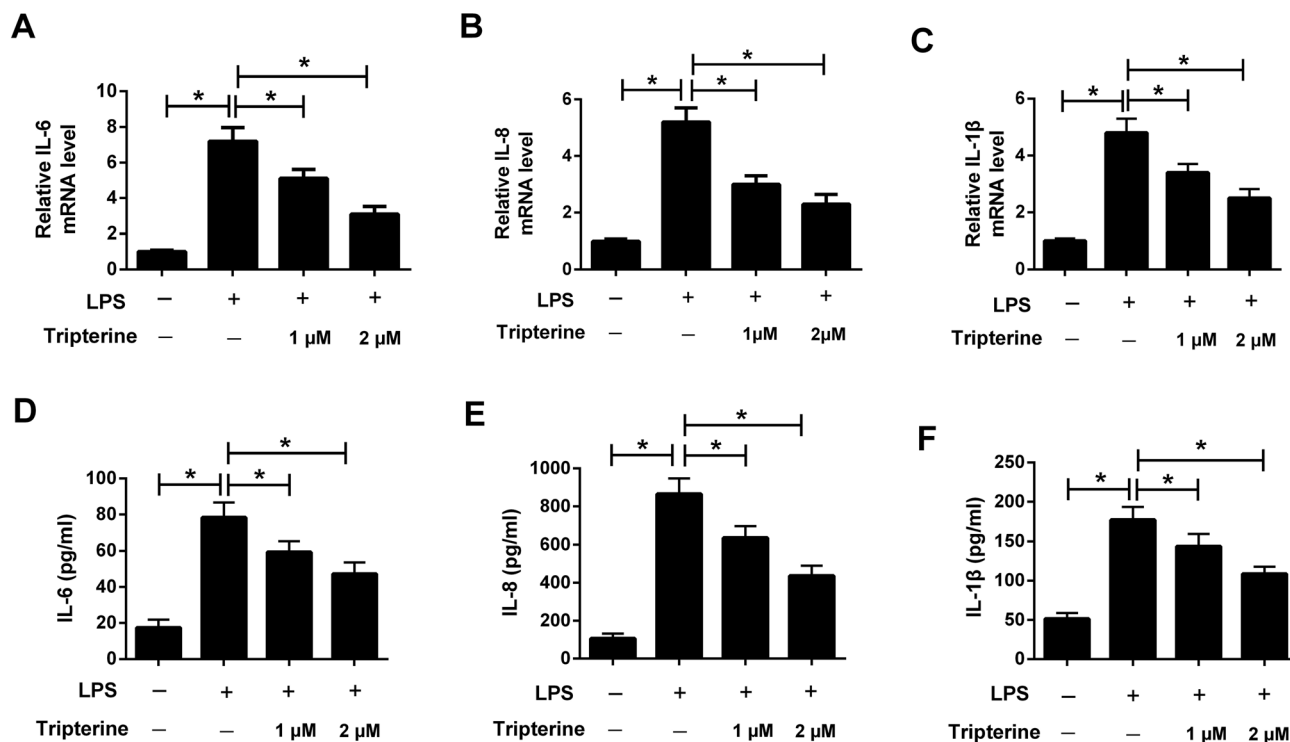 A
Relative IL-6
mRNA level
10
8
6
4
2
0
*
*
*
LPS – + + +
Tripterine – – 1 μM 2 μM
B
Relative IL-8
mRNA level
6
4
2
0
*
*
*
LPS – + + +
Tripterine – – 1μM 2μM
C
Relative IL-1β
mRNA level
6
4
2
0
*
*
*
LPS – + + +
Tripterine – – 1 μM 2 μM
D
IL-6 (pg/ml)
100
80
60
40
20
0
*
*
*
LPS – + + +
Tripterine – – 1 μM 2 μM
E
IL-8 (pg/ml)
1000
800
600
400
200
0
*
*
*
LPS – + + +
Tripterine – – 1 μM 2 μM
F
IL-1β (pg/ml)
250
200
150
100
50
0
*
*
*
LPS – + + +
Tripterine – – 1 μM 2 μM